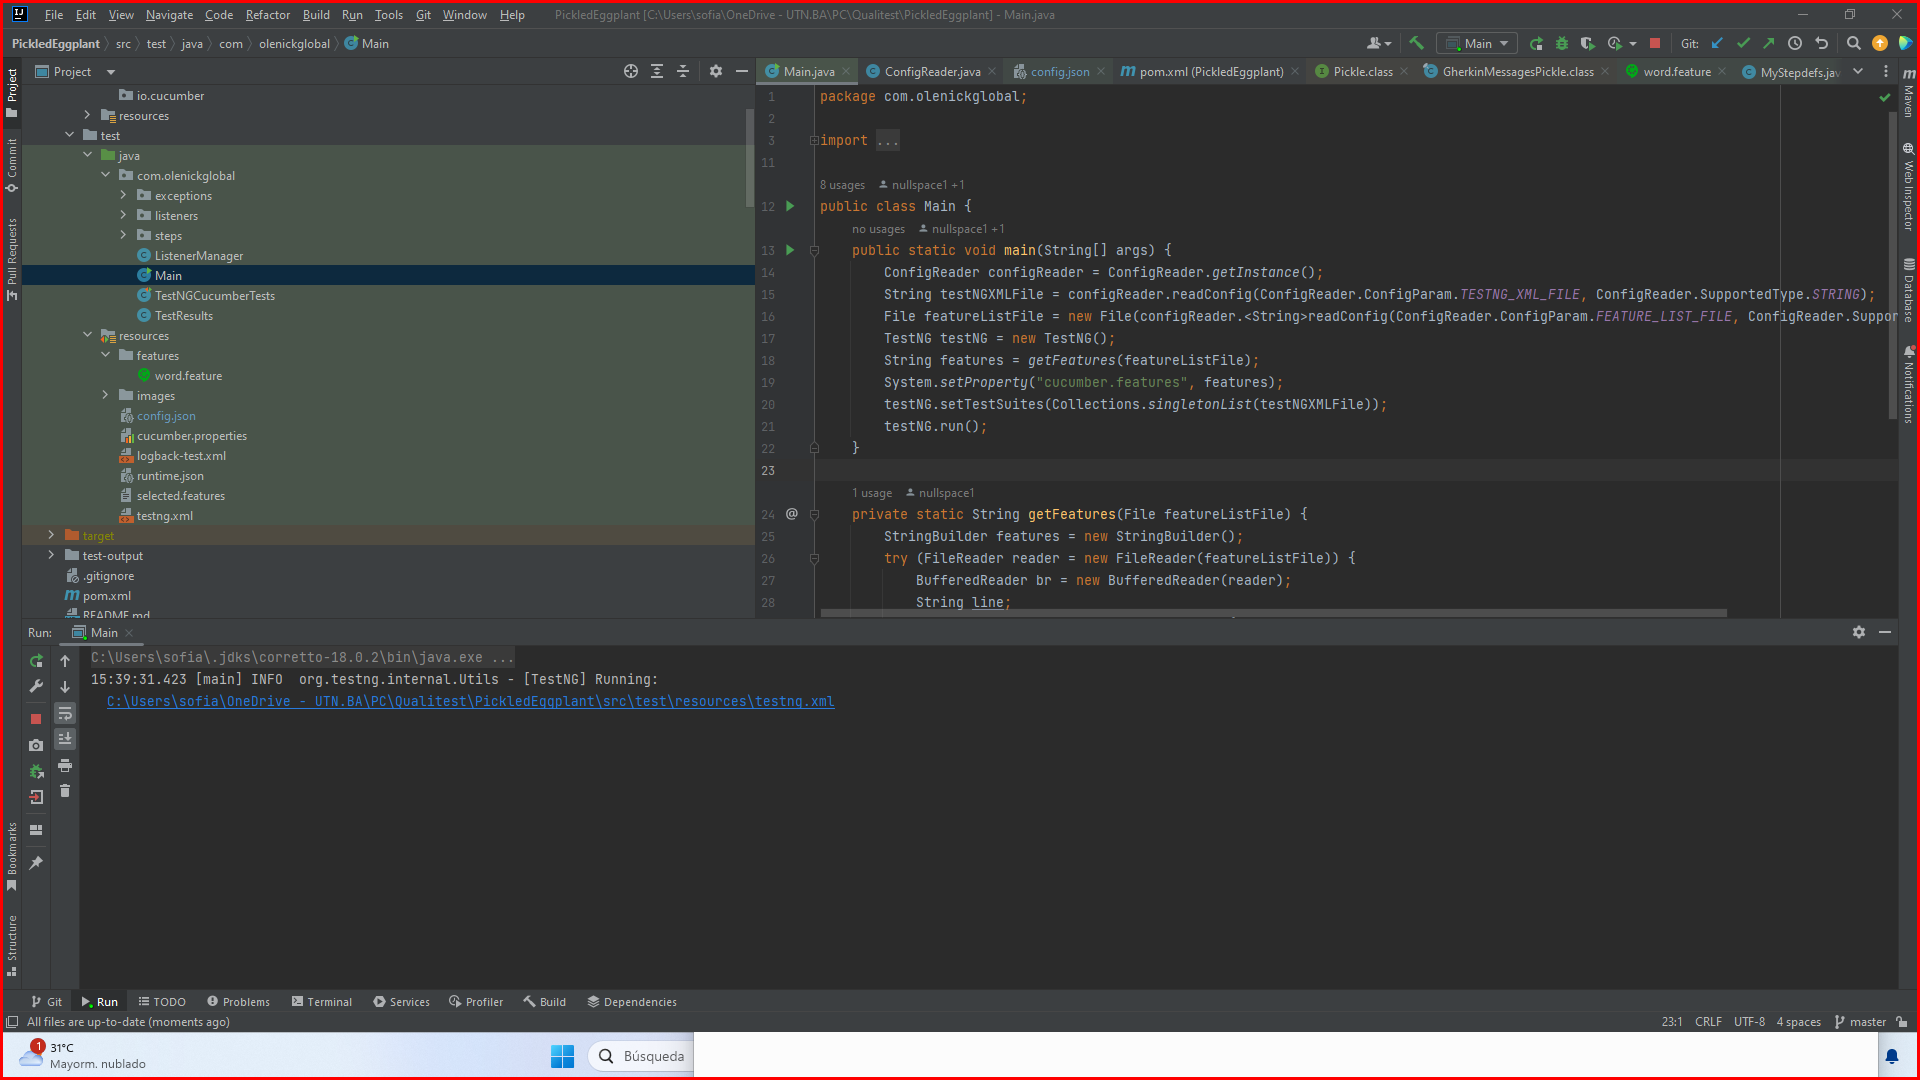 File Edit View Navigate Code Refactor Build Run Tools Git Window Help PickledEggplant [C:\Users\sofia\OneDrive - UTN.BA\PC\Qualitest\PickledEggplant] - Main.java
PickledEggplant src test java com olenickglobal Main Main Git:
Project
Main.java ConfigReader.java config.json pom.xml (PickledEggplant) Pickle.class GherkinMessagesPickle.class word.feature MyStepdefs.jav
io.cucumber
resources
test
java
com.olenickglobal
exceptions
listeners
steps
ListenerManager
Main
TestNGCucumberTests
TestResults
resources
features
word.feature
images
config.json
cucumber.properties
logback-test.xml
runtime.json
selected.features
testng.xml
target
test-output
.gitignore
pom.xml
README.md
1 package com.olenickglobal;
2
3 import ...
11
8 usages nullspace1 +1
12 public class Main {
no usages nullspace1 +1
13 public static void main(String[] args) {
14 ConfigReader configReader = ConfigReader.getInstance();
15 String testNGXMLFile = configReader.readConfig(ConfigReader.ConfigParam.TESTNG_XML_FILE, ConfigReader.SupportedType.STRING);
16 File featureListFile = new File(configReader.<String>readConfig(ConfigReader.ConfigParam.FEATURE_LIST_FILE, ConfigReader.Suppor
17 TestNG testNG = new TestNG();
18 String features = getFeatures(featureListFile);
19 System.setProperty("cucumber.features", features);
20 testNG.setTestSuites(Collections.singletonList(testNGXMLFile));
21 testNG.run();
22 }
23
1 usage nullspace1
24 @ private static String getFeatures(File featureListFile) {
25 StringBuilder features = new StringBuilder();
26 try (FileReader reader = new FileReader(featureListFile)) {
27 BufferedReader br = new BufferedReader(reader);
28 String line;
Project
Commit
Pull Requests
Bookmarks
Structure
Maven
Web Inspector
Database
Notifications
Run: Main
C:\Users\sofia\.jdks\corretto-18.0.2\bin\java.exe ...
15:39:31.423 [main] INFO org.testng.internal.Utils - [TestNG] Running:
C:\Users\sofia\OneDrive - UTN.BA\PC\Qualitest\PickledEggplant\src\test\resources\testng.xml
Git Run TODO Problems Terminal Services Profiler Build Dependencies
All files are up-to-date (moments ago) 23:1 CRLF UTF-8 4 spaces master
1
31°C
Mayorm. nublado
Búsqueda